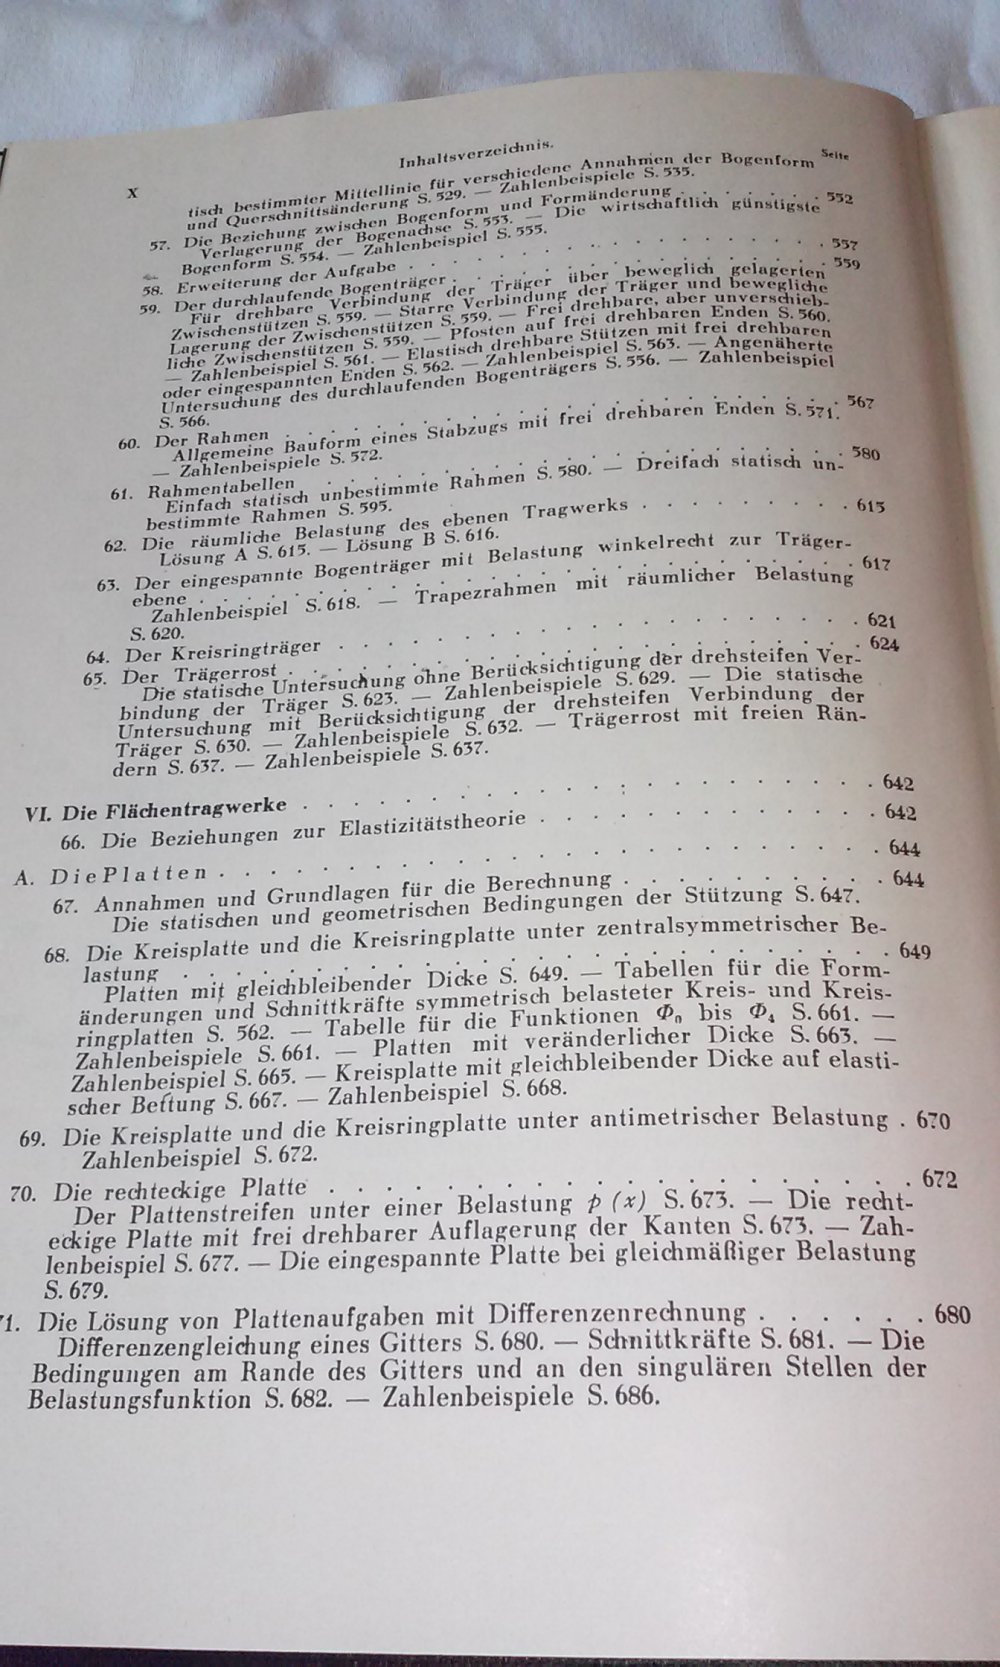 X
Inhaltsverzeichnis.
Seite
tisch bestimmter Mittellinie für verschiedene Annahmen der Bogenform
und Querschnittsänderung S. 529. — Zahlenbeispiele S. 535.
57. Die Beziehung zwischen Bogenform und Formänderung . . . . . . 552
Verlagerung der Bogenachse S. 553. — Die wirtschaftlich günstigste
Bogenform S. 554. — Zahlenbeispiel S. 555.
58. Erweiterung der Aufgabe . . . . . . . . . . . . . . . . 557
59. Der durchlaufende Bogenträger . . . . . . . . . . . . . . 559
Für drehbare Verbindung der Träger über beweglich gelagerten
Zwischenstützen S. 559. — Starre Verbindung der Träger und bewegliche
Lagerung der Zwischenstützen S. 559. — Frei drehbare, aber unverschieb-
liche Zwischenstützen S. 559. — Pfosten auf frei drehbaren Enden S. 560.
— Zahlenbeispiel S. 561. — Elastisch drehbare Stützen mit frei drehbaren
oder eingespannten Enden S. 562. — Zahlenbeispiel S. 563. — Angenäherte
Untersuchung des durchlaufenden Bogenträgers S. 556. — Zahlenbeispiel
S. 566.
60. Der Rahmen . . . . . . . . . . . . . . . . . . . . 567
Allgemeine Bauform eines Stabzugs mit frei drehbaren Enden S. 571.
— Zahlenbeispiele S. 572.
61. Rahmentabellen . . . . . . . . . . . . . . . . . . . 580
Einfach statisch unbestimmte Rahmen S. 580. — Dreifach statisch un-
bestimmte Rahmen S. 595.
62. Die räumliche Belastung des ebenen Tragwerks . . . . . . . . 615
Lösung A S. 615. — Lösung B S. 616.
63. Der eingespannte Bogenträger mit Belastung winkelrecht zur Träger-
ebene . . . . . . . . . . . . . . . . . . . . . . 617
Zahlenbeispiel S. 618. — Trapezrahmen mit räumlicher Belastung
S. 620.
64. Der Kreisringträger . . . . . . . . . . . . . . . . . 621
65. Der Trägerrost . . . . . . . . . . . . . . . . . . . 624
Die statische Untersuchung ohne Berücksichtigung der drehsteifen Ver-
bindung der Träger S. 623. — Zahlenbeispiele S. 629. — Die statische
Untersuchung mit Berücksichtigung der drehsteifen Verbindung der
Träger S. 630. — Zahlenbeispiele S. 632. — Trägerrost mit freien Rän-
dern S. 637. — Zahlenbeispiele S. 637.
VI. Die Flächentragwerke . . . . . . . . . . . . . . . . . 642
66. Die Beziehungen zur Elastizitätstheorie . . . . . . . . . . . 642
A. Die Platten . . . . . . . . . . . . . . . . . . . . . 644
67. Annahmen und Grundlagen für die Berechnung . . . . . . . . 644
Die statischen und geometrischen Bedingungen der Stützung S. 647.
68. Die Kreisplatte und die Kreisringplatte unter zentralsymmetrischer Be-
lastung . . . . . . . . . . . . . . . . . . . . . 649
Platten mit gleichbleibender Dicke S. 649. — Tabellen für die Form-
änderungen und Schnittkräfte symmetrisch belasteter Kreis- und Kreis-
ringplatten S. 562. — Tabelle für die Funktionen Φ₀ bis Φ₄ S. 661. —
Zahlenbeispiele S. 661. — Platten mit veränderlicher Dicke S. 663. —
Zahlenbeispiel S. 665. — Kreisplatte mit gleichbleibender Dicke auf elasti-
scher Bettung S. 667. — Zahlenbeispiel S. 668.
69. Die Kreisplatte und die Kreisringplatte unter antimetrischer Belastung . 670
Zahlenbeispiel S. 672.
70. Die rechteckige Platte . . . . . . . . . . . . . . . . 672
Der Plattenstreifen unter einer Belastung p (x) S. 673. — Die recht-
eckige Platte mit frei drehbarer Auflagerung der Kanten S. 673. — Zah-
lenbeispiel S. 677. — Die eingespannte Platte bei gleichmäßiger Belastung
S. 679.
71. Die Lösung von Plattenaufgaben mit Differenzenrechnung . . . . . . 680
Differenzengleichung eines Gitters S. 680. — Schnittkräfte S. 681. — Die
Bedingungen am Rande des Gitters und an den singulären Stellen der
Belastungsfunktion S. 682. — Zahlenbeispiele S. 686.